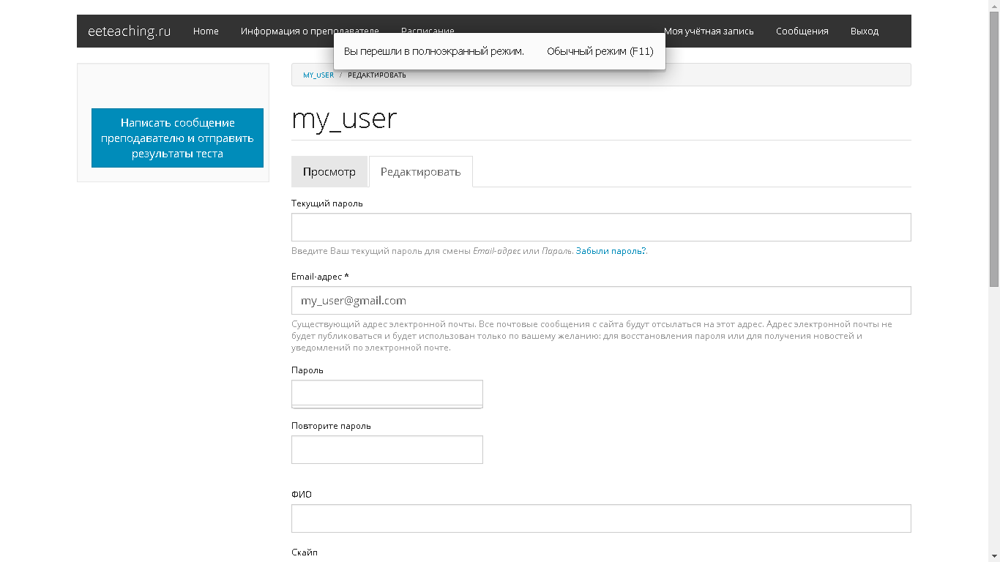 eeteaching.ru Home Информация о преподавателе Расписание Моя учётная запись Сообщения Выход
Вы перешли в полноэкранный режим. Обычный режим (F11)
MY_USER / РЕДАКТИРОВАТЬ
Написать сообщение
преподавателю и отправить
результаты теста
my_user
Просмотр Редактировать
Текущий пароль
Введите Ваш текущий пароль для смены Email-адрес или Пароль. Забыли пароль?.
Email-адрес *
my_user@gmail.com
Существующий адрес электронной почты. Все почтовые сообщения с сайта будут отсылаться на этот адрес. Адрес электронной почты не
будет публиковаться и будет использован только по вашему желанию: для восстановления пароля или для получения новостей и
уведомлений по электронной почте.
Пароль
Повторите пароль
ФИО
Скайп